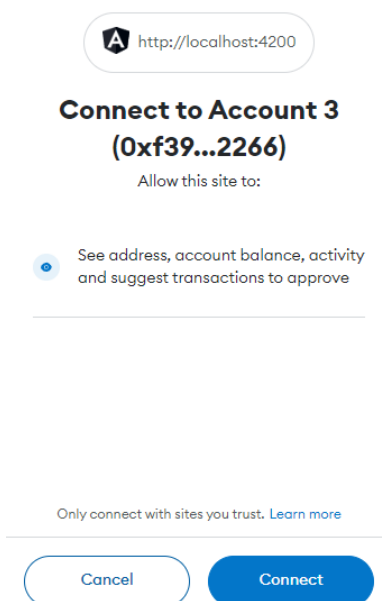 http://localhost:4200
Connect to Account 3
(0xf39...2266)
Allow this site to:
See address, account balance, activity
and suggest transactions to approve
Only connect with sites you trust. Learn more
Cancel
Connect